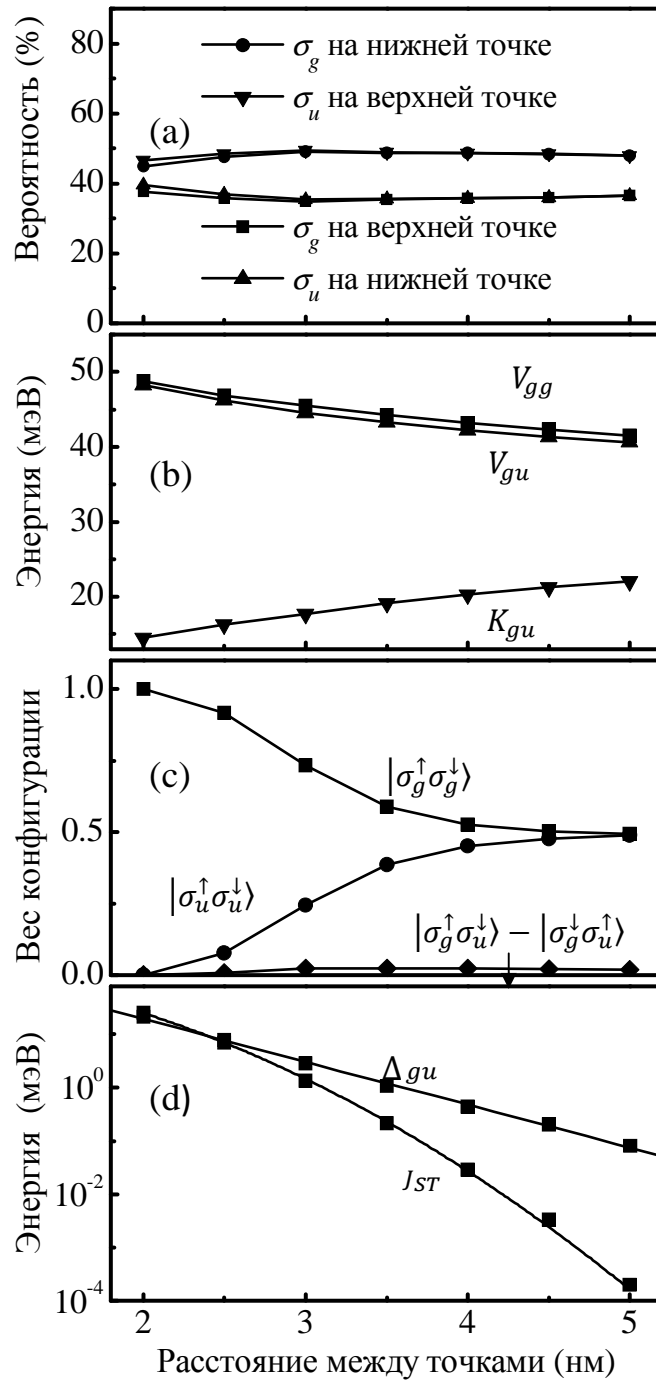 Вероятность (%)
80
60
40
20
0
(a)
σg на нижней точке
σu на верхней точке
σg на верхней точке
σu на нижней точке
Энергия (мэВ)
50
40
30
20
(b)
Vgg
Vgu
Kgu
Вес конфигурации
1.0
0.5
0.0
(c)
|σg↑σg↓⟩
|σu↑σu↓⟩
|σg↑σu↓⟩ − |σg↓σu↑⟩
Энергия (мэВ)
10⁰
10⁻²
10⁻⁴
(d)
Δgu
JST
2 3 4 5
Расстояние между точками (нм)